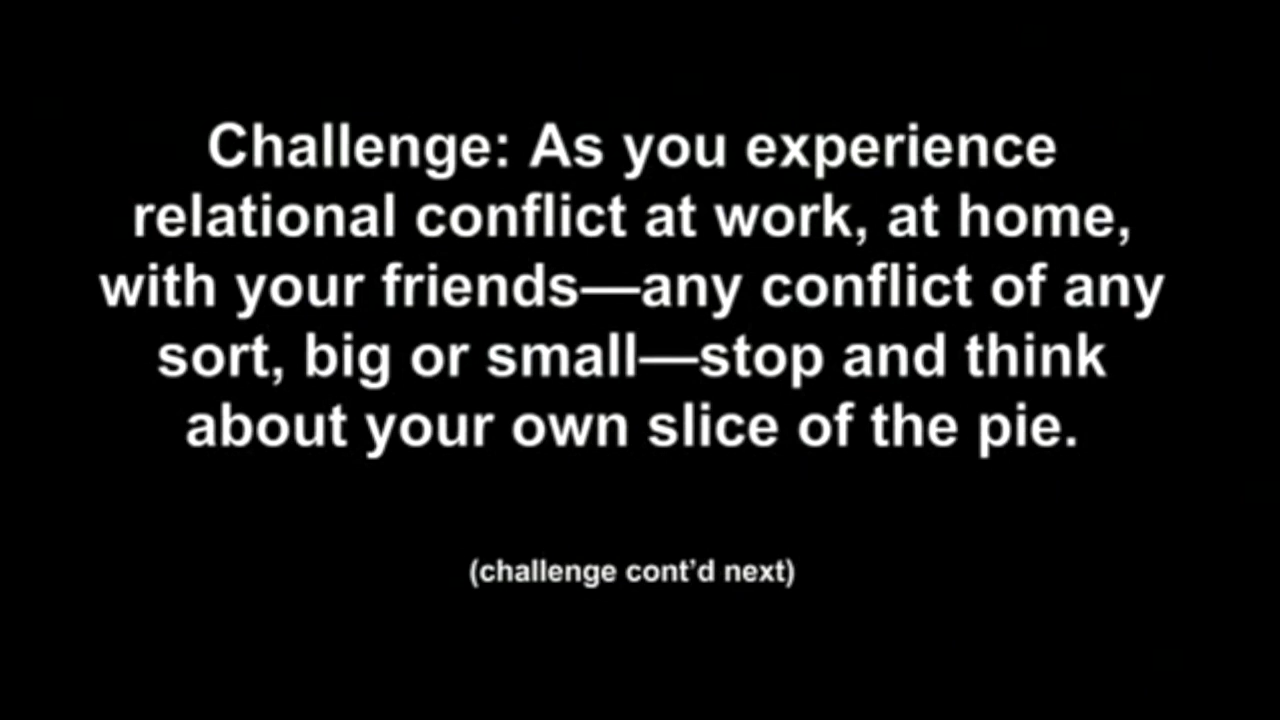 Challenge: As you experience
relational conflict at work, at home,
with your friends—any conflict of any
sort, big or small—stop and think
about your own slice of the pie.
(challenge cont’d next)